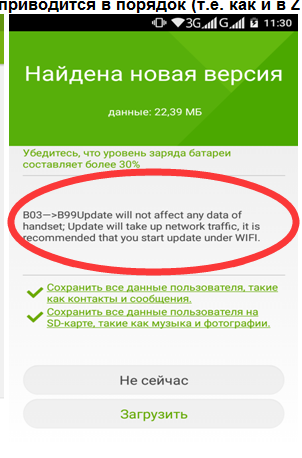 приводится в порядок (т.е. как и в Z
3G G 11:30
Найдена новая версия
данные: 22,39 МБ
Убедитесь, что уровень заряда батареи
составляет более 30%
B03—>B99Update will not affect any data of
handset; Update will take up network traffic, it is
recommended that you start update under WIFI.
Сохранить все данные пользователя, такие
как контакты и сообщения.
Сохранить все данные пользователя на
SD-карте, такие как музыка и фотографии.
Не сейчас
Загрузить